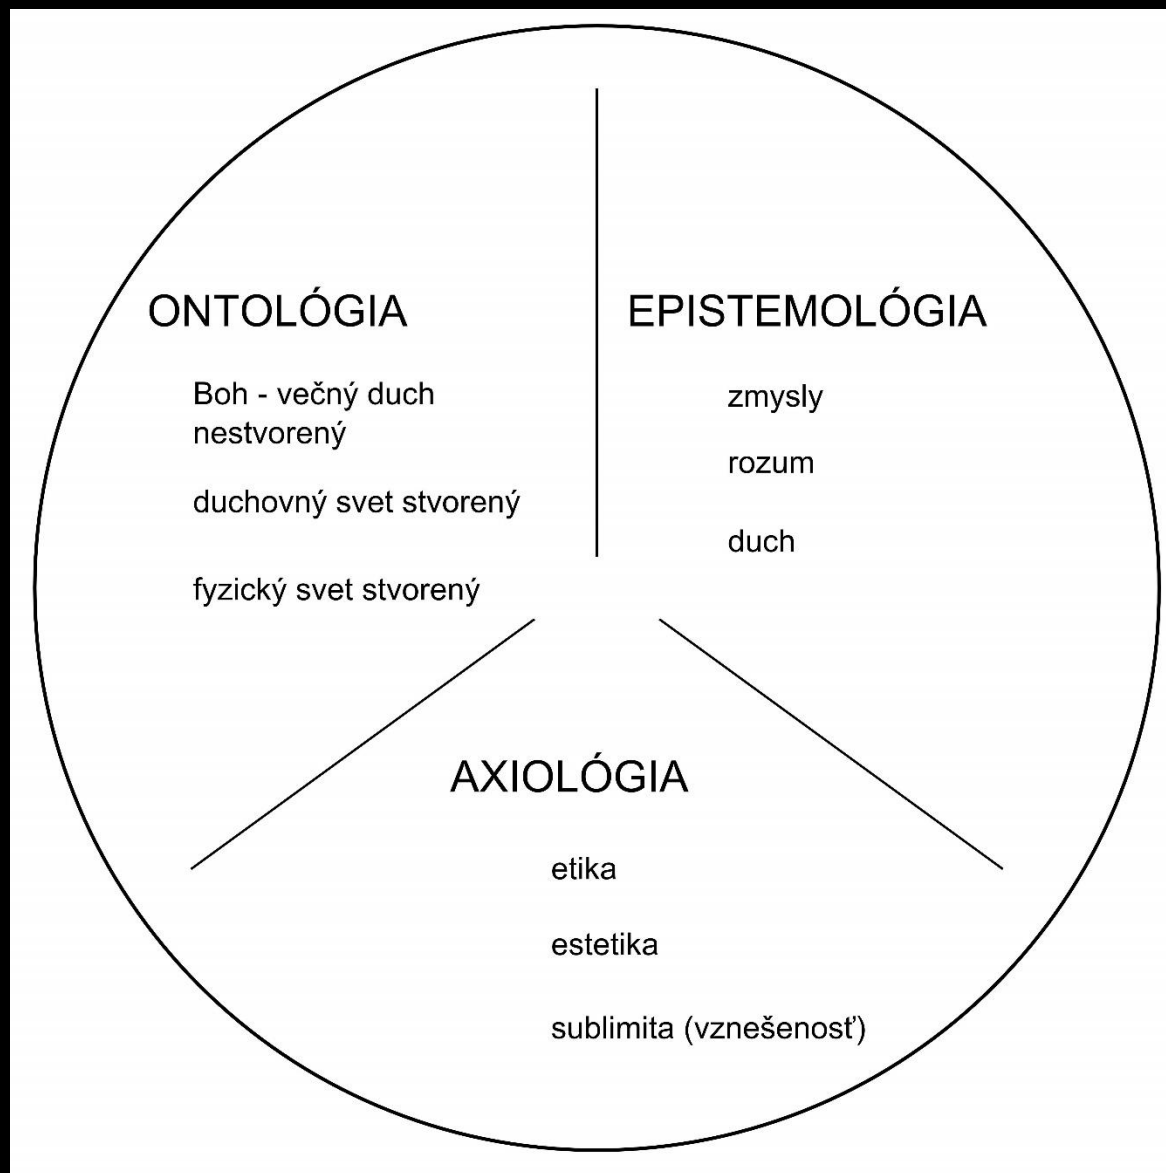 ONTOLÓGIA
Boh - večný duch
nestvorený
duchovný svet stvorený
fyzický svet stvorený
EPISTEMOLÓGIA
zmysly
rozum
duch
AXIOLÓGIA
etika
estetika
sublimita (vznešenosť)